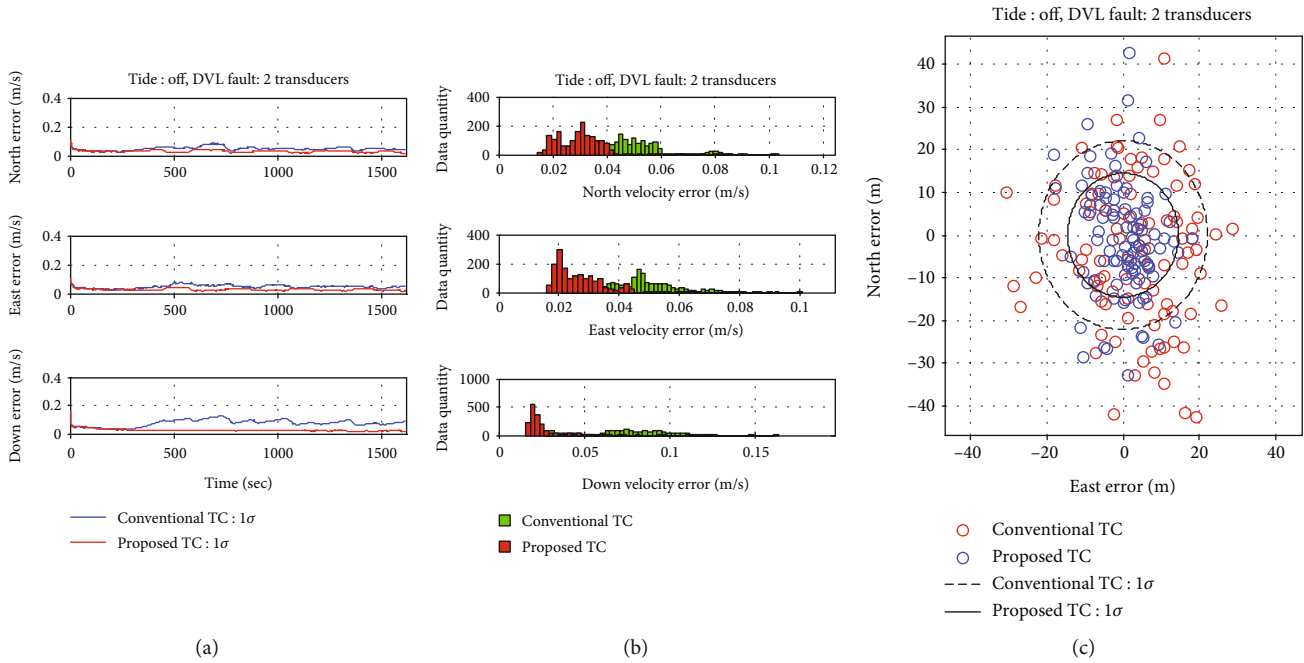 Tide : off, DVL fault: 2 transducers
North error (m/s)
0.4
0.2
0
0 500 1000 1500
East error (m/s)
0.4
0.2
0
0 500 1000 1500
Down error (m/s)
0.4
0.2
0
0 500 1000 1500
Time (sec)
Conventional TC : 1σ
Proposed TC : 1σ
(a)
Tide : off, DVL fault: 2 transducers
Data quantity
400
200
0
0 0.02 0.04 0.06 0.08 0.1 0.12
North velocity error (m/s)
Data quantity
400
200
0
0.02 0.04 0.06 0.08 0.1
East velocity error (m/s)
Data quantity
1000
500
0
0 0.05 0.1 0.15
Down velocity error (m/s)
Conventional TC
Proposed TC
(b)
Tide : off, DVL fault: 2 transducers
North error (m)
40
30
20
10
0
−10
−20
−30
−40
−40 −20 0 20 40
East error (m)
Conventional TC
Proposed TC
Conventional TC : 1σ
Proposed TC : 1σ
(c)